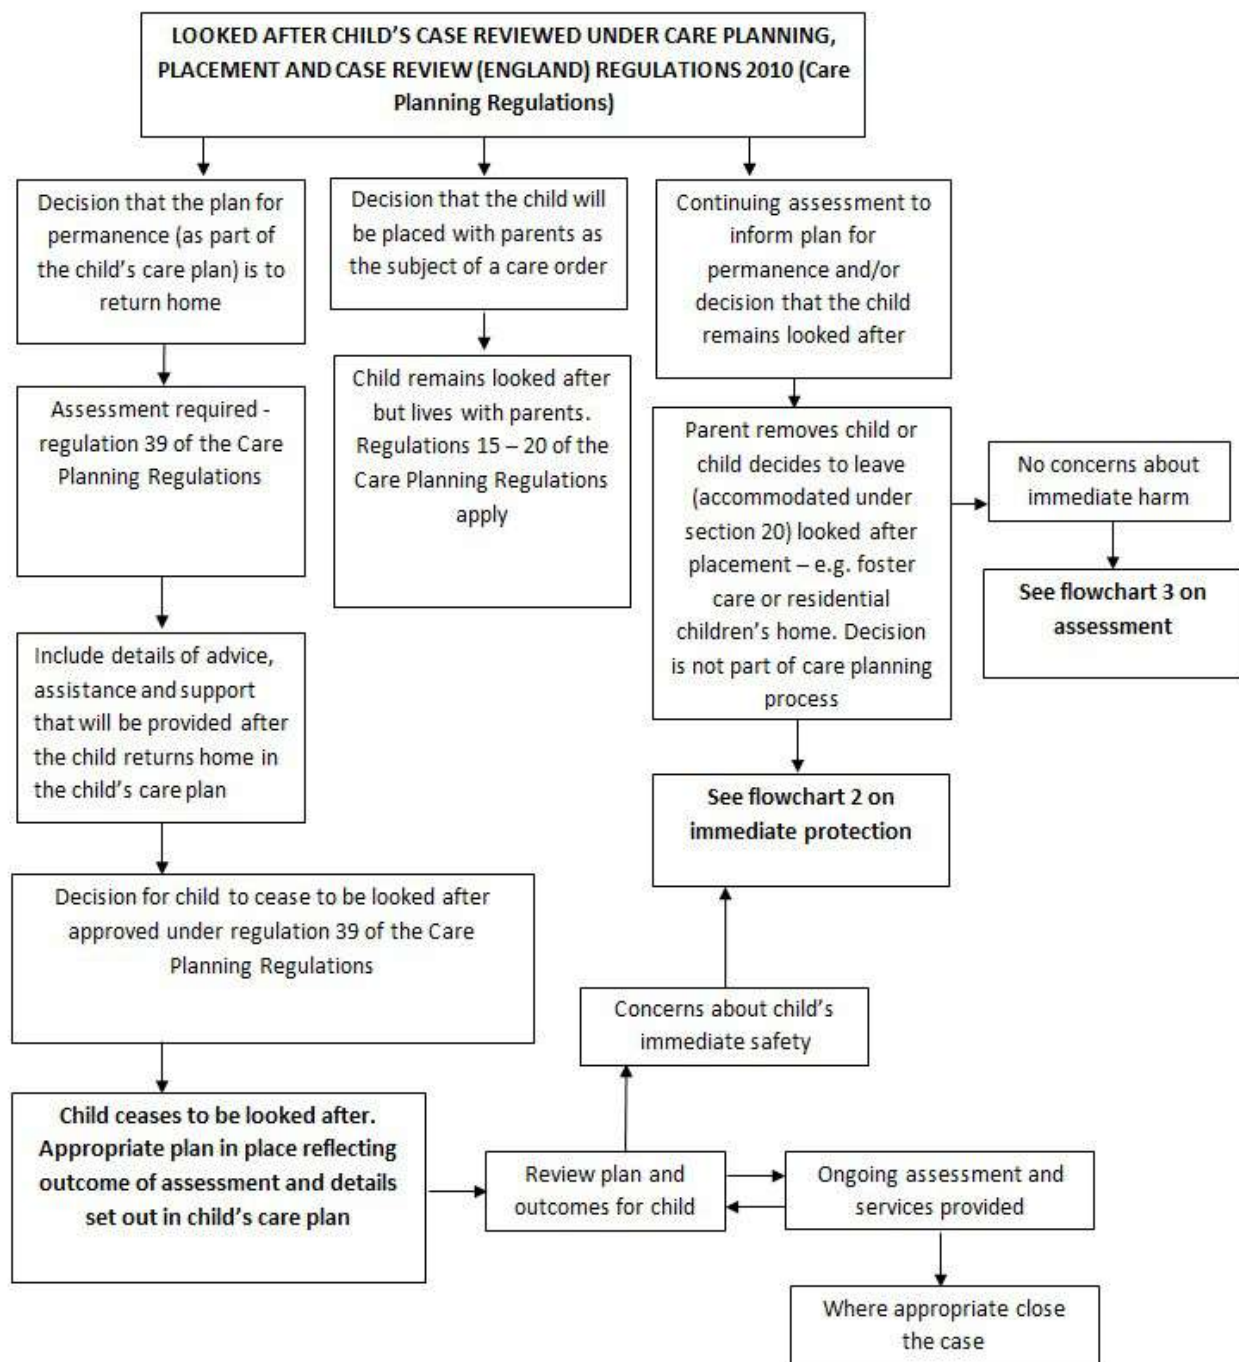 LOOKED AFTER CHILD’S CASE REVIEWED UNDER CARE PLANNING,
PLACEMENT AND CASE REVIEW (ENGLAND) REGULATIONS 2010 (Care
Planning Regulations)
Decision that the plan for
permanence (as part of
the child’s care plan) is to
return home
Decision that the child will
be placed with parents as
the subject of a care order
Continuing assessment to
inform plan for
permanence and/or
decision that the child
remains looked after
Assessment required -
regulation 39 of the Care
Planning Regulations
Child remains looked after
but lives with parents.
Regulations 15 – 20 of the
Care Planning Regulations
apply
Parent removes child or
child decides to leave
(accommodated under
section 20) looked after
placement – e.g. foster
care or residential
children’s home. Decision
is not part of care planning
process
No concerns about
immediate harm
See flowchart 3 on
assessment
Include details of advice,
assistance and support
that will be provided after
the child returns home in
the child’s care plan
See flowchart 2 on
immediate protection
Decision for child to cease to be looked after
approved under regulation 39 of the Care
Planning Regulations
Concerns about child’s
immediate safety
Child ceases to be looked after.
Appropriate plan in place reflecting
outcome of assessment and details
set out in child’s care plan
Review plan and
outcomes for child
Ongoing assessment and
services provided
Where appropriate close
the case